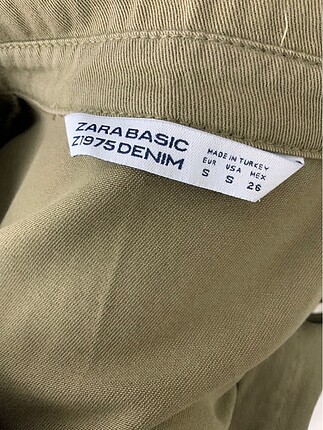 ZARA BASIC
Z1975 DENIM
MADE IN TURKEY
EUR USA MEX
S S 26